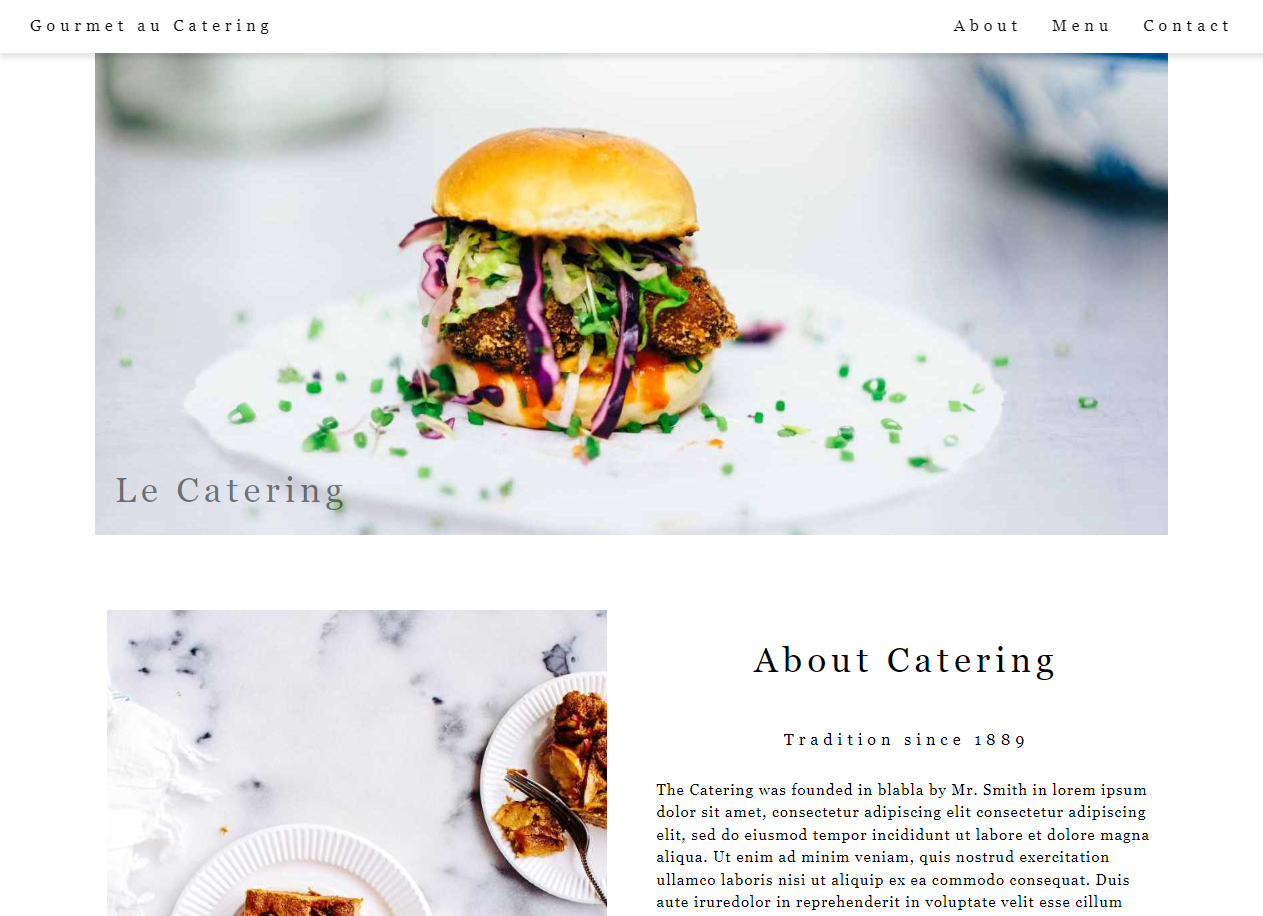 Gourmet au Catering
About Menu Contact
Le Catering
About Catering
Tradition since 1889
The Catering was founded in blabla by Mr. Smith in lorem ipsum
dolor sit amet, consectetur adipiscing elit consectetur adipiscing
elit, sed do eiusmod tempor incididunt ut labore et dolore magna
aliqua. Ut enim ad minim veniam, quis nostrud exercitation
ullamco laboris nisi ut aliquip ex ea commodo consequat. Duis
aute iruredolor in reprehenderit in voluptate velit esse cillum